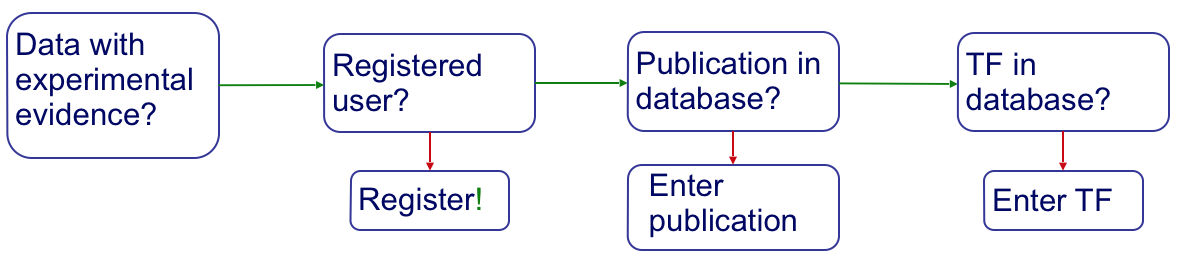 Data with
experimental
evidence?
Registered
user?
Publication in
database?
TF in
database?
Register!
Enter
publication
Enter TF